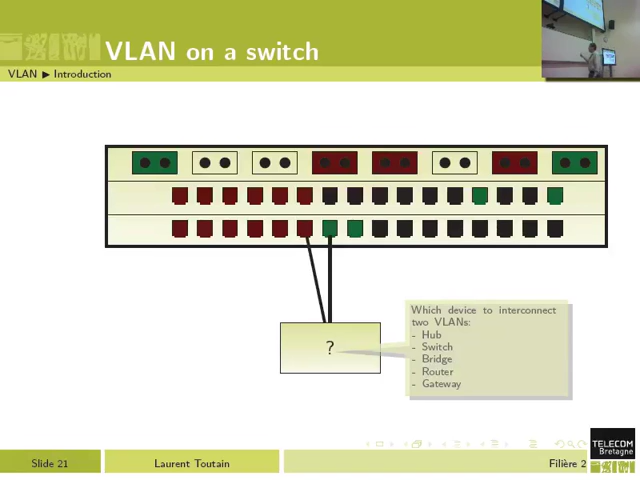 VLAN on a switch
VLAN ▶ Introduction
Which device to interconnect
two VLANs:
- Hub
- Switch
- Bridge
- Router
- Gateway
?
TELECOM
Bretagne
Slide 21
Laurent Toutain
Filière 2